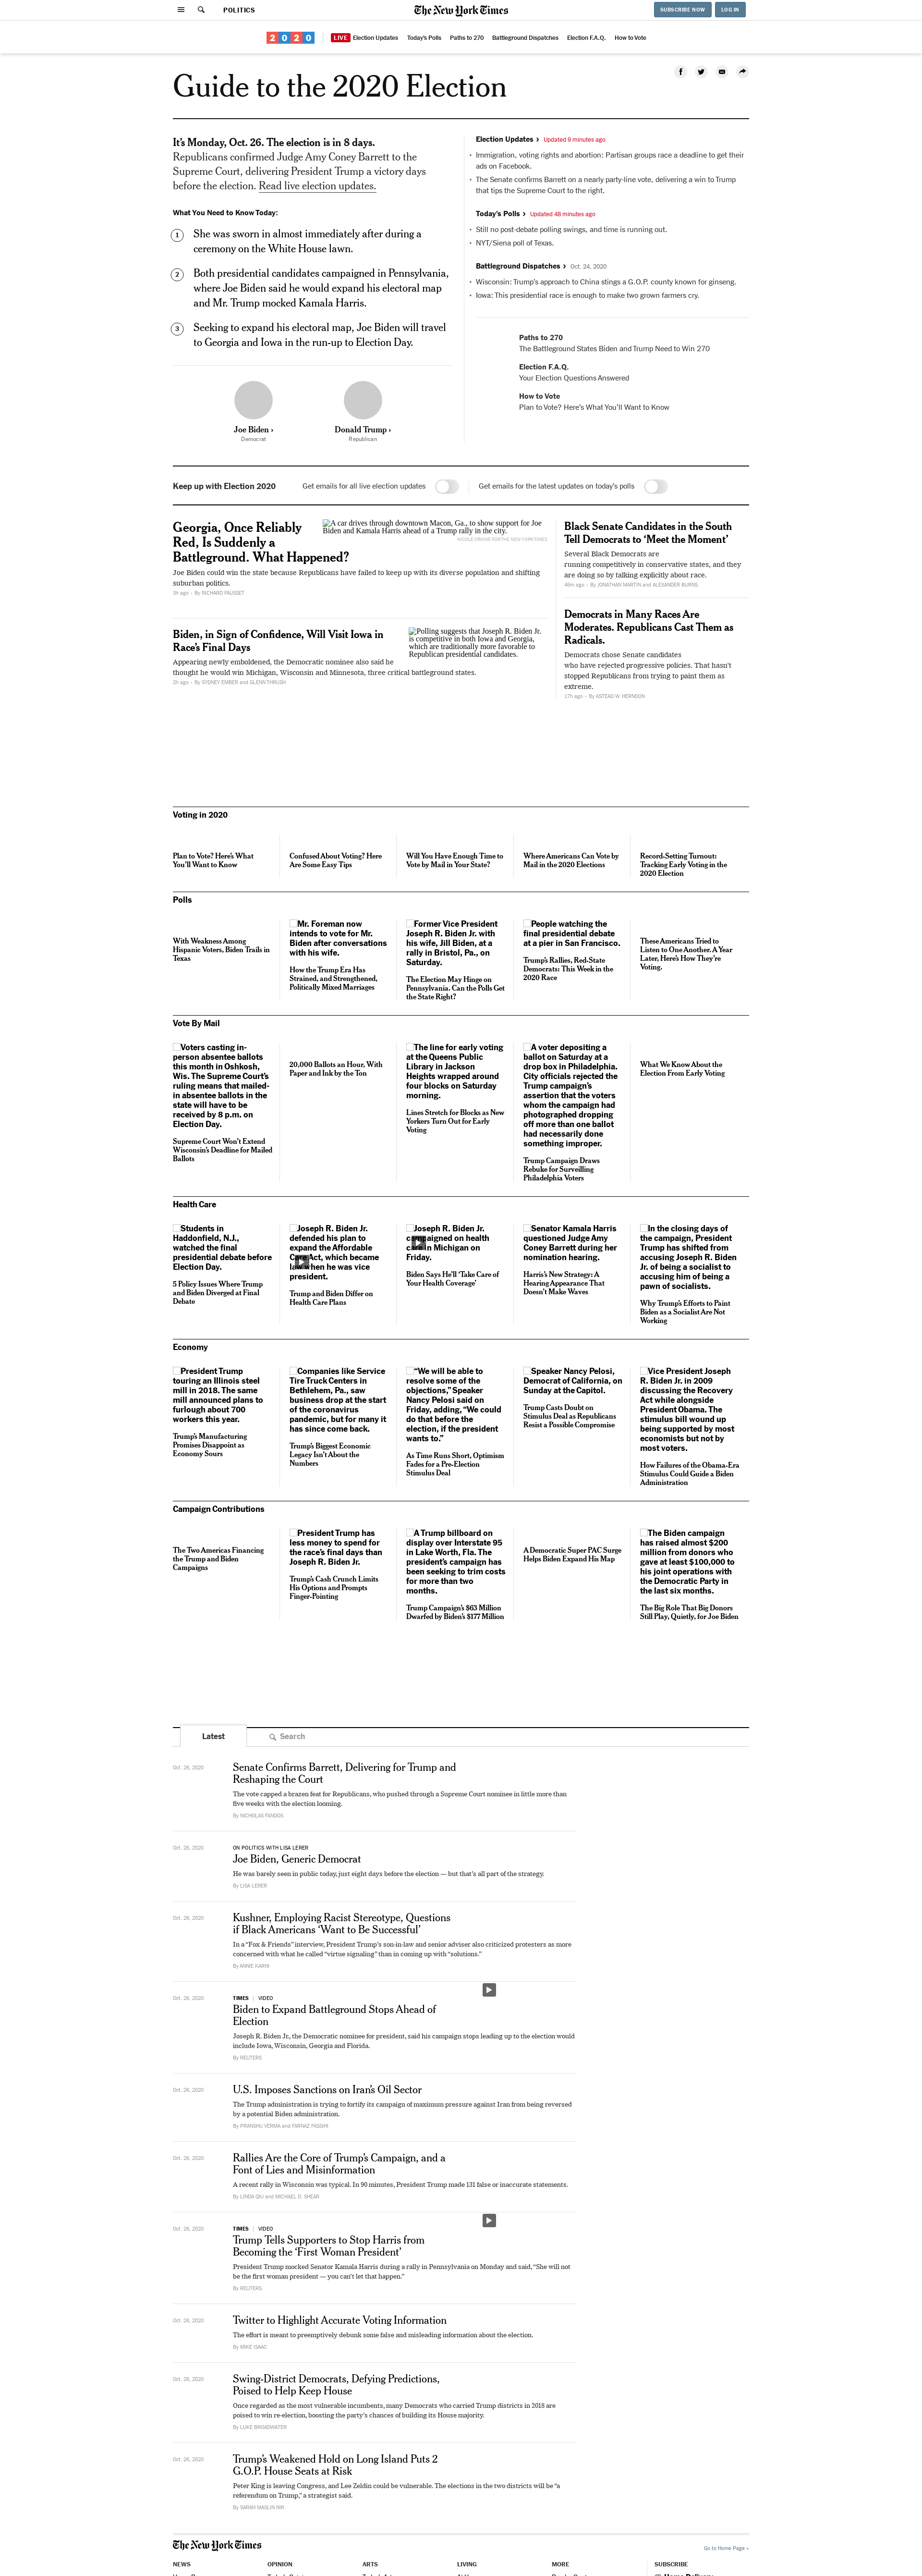 POLITICS
The New York Times
SUBSCRIBE NOW
LOG IN
2020
LIVE Election Updates
Today's Polls
Paths to 270
Battleground Dispatches
Election F.A.Q.
How to Vote
Guide to the 2020 Election
It's Monday, Oct. 26. The election is in 8 days.
Republicans confirmed Judge Amy Coney Barrett to the
Supreme Court, delivering President Trump a victory days
before the election. Read live election updates.
What You Need to Know Today:
1 She was sworn in almost immediately after during a
ceremony on the White House lawn.
2 Both presidential candidates campaigned in Pennsylvania,
where Joe Biden said he would expand his electoral map
and Mr. Trump mocked Kamala Harris.
3 Seeking to expand his electoral map, Joe Biden will travel
to Georgia and Iowa in the run-up to Election Day.
Joe Biden ›
Democrat
Donald Trump ›
Republican
Election Updates › Updated 9 minutes ago
• Immigration, voting rights and abortion: Partisan groups race a deadline to get their
ads on Facebook.
• The Senate confirms Barrett on a nearly party-line vote, delivering a win to Trump
that tips the Supreme Court to the right.
Today's Polls › Updated 48 minutes ago
• Still no post-debate polling swings, and time is running out.
• NYT/Siena poll of Texas.
Battleground Dispatches › Oct. 24, 2020
• Wisconsin: Trump's approach to China stings a G.O.P. county known for ginseng.
• Iowa: This presidential race is enough to make two grown farmers cry.
Paths to 270
The Battleground States Biden and Trump Need to Win 270
Election F.A.Q.
Your Election Questions Answered
How to Vote
Plan to Vote? Here's What You'll Want to Know
Keep up with Election 2020
Get emails for all live election updates
Get emails for the latest updates on today's polls
Georgia, Once Reliably
Red, Is Suddenly a
Battleground. What Happened?
A car drives through downtown Macon, Ga., to show support for Joe
Biden and Kamala Harris ahead of a Trump rally in the city.
NICOLE CRAINE FOR THE NEW YORK TIMES
Joe Biden could win the state because Republicans have failed to keep up with its diverse population and shifting
suburban politics.
3h ago • By RICHARD FAUSSET
Biden, in Sign of Confidence, Will Visit Iowa in
Race's Final Days
Polling suggests that Joseph R. Biden Jr.
is competitive in both Iowa and Georgia,
which are traditionally more favorable to
Republican presidential candidates.
Appearing newly emboldened, the Democratic nominee also said he
thought he would win Michigan, Wisconsin and Minnesota, three critical battleground states.
2h ago • By SYDNEY EMBER and GLENN THRUSH
Black Senate Candidates in the South
Tell Democrats to 'Meet the Moment'
Several Black Democrats are
running competitively in conservative states, and they
are doing so by talking explicitly about race.
46m ago • By JONATHAN MARTIN and ALEXANDER BURNS
Democrats in Many Races Are
Moderates. Republicans Cast Them as
Radicals.
Democrats chose Senate candidates
who have rejected progressive policies. That hasn't
stopped Republicans from trying to paint them as
extreme.
17h ago • By ASTEAD W. HERNDON
Voting in 2020
Plan to Vote? Here's What
You'll Want to Know
Confused About Voting? Here
Are Some Easy Tips
Will You Have Enough Time to
Vote by Mail in Your State?
Where Americans Can Vote by
Mail in the 2020 Elections
Record-Setting Turnout:
Tracking Early Voting in the
2020 Election
Polls
With Weakness Among
Hispanic Voters, Biden Trails in
Texas
Mr. Foreman now
intends to vote for Mr.
Biden after conversations
with his wife.
How the Trump Era Has
Strained, and Strengthened,
Politically Mixed Marriages
Former Vice President
Joseph R. Biden Jr. with
his wife, Jill Biden, at a
rally in Bristol, Pa., on
Saturday.
The Election May Hinge on
Pennsylvania. Can the Polls Get
the State Right?
People watching the
final presidential debate
at a pier in San Francisco.
Trump's Rallies, Red-State
Democrats: This Week in the
2020 Race
These Americans Tried to
Listen to One Another. A Year
Later, Here's How They're
Voting.
Vote By Mail
Voters casting in-
person absentee ballots
this month in Oshkosh,
Wis. The Supreme Court's
ruling means that mailed-
in absentee ballots in the
state will have to be
received by 8 p.m. on
Election Day.
Supreme Court Won't Extend
Wisconsin's Deadline for Mailed
Ballots
20,000 Ballots an Hour, With
Paper and Ink by the Ton
The line for early voting
at the Queens Public
Library in Jackson
Heights wrapped around
four blocks on Saturday
morning.
Lines Stretch for Blocks as New
Yorkers Turn Out for Early
Voting
A voter depositing a
ballot on Saturday at a
drop box in Philadelphia.
City officials rejected the
Trump campaign's
assertion that the voters
whom the campaign had
photographed dropping
off more than one ballot
had necessarily done
something improper.
Trump Campaign Draws
Rebuke for Surveilling
Philadelphia Voters
What We Know About the
Election From Early Voting
Health Care
Students in
Haddonfield, N.J.,
watched the final
presidential debate before
Election Day.
5 Policy Issues Where Trump
and Biden Diverged at Final
Debate
Joseph R. Biden Jr.
defended his plan to
expand the Affordable
Act, which became
he was vice
president.
Trump and Biden Differ on
Health Care Plans
Joseph R. Biden Jr.
campaigned on health
in Michigan on
Friday.
Biden Says He'll 'Take Care of
Your Health Coverage'
Senator Kamala Harris
questioned Judge Amy
Coney Barrett during her
nomination hearing.
Harris's New Strategy: A
Hearing Appearance That
Doesn't Make Waves
In the closing days of
the campaign, President
Trump has shifted from
accusing Joseph R. Biden
Jr. of being a socialist to
accusing him of being a
pawn of socialists.
Why Trump's Efforts to Paint
Biden as a Socialist Are Not
Working
Economy
President Trump
touring an Illinois steel
mill in 2018. The same
mill announced plans to
furlough about 700
workers this year.
Trump's Manufacturing
Promises Disappoint as
Economy Sours
Companies like Service
Tire Truck Centers in
Bethlehem, Pa., saw
business drop at the start
of the coronavirus
pandemic, but for many it
has since come back.
Trump's Biggest Economic
Legacy Isn't About the
Numbers
"We will be able to
resolve some of the
objections," Speaker
Nancy Pelosi said on
Friday, adding, "We could
do that before the
election, if the president
wants to."
As Time Runs Short, Optimism
Fades for a Pre-Election
Stimulus Deal
Speaker Nancy Pelosi,
Democrat of California, on
Sunday at the Capitol.
Trump Casts Doubt on
Stimulus Deal as Republicans
Resist a Possible Compromise
Vice President Joseph
R. Biden Jr. in 2009
discussing the Recovery
Act while alongside
President Obama. The
stimulus bill wound up
being supported by most
economists but not by
most voters.
How Failures of the Obama-Era
Stimulus Could Guide a Biden
Administration
Campaign Contributions
The Two Americas Financing
the Trump and Biden
Campaigns
President Trump has
less money to spend for
the race's final days than
Joseph R. Biden Jr.
Trump's Cash Crunch Limits
His Options and Prompts
Finger-Pointing
A Trump billboard on
display over Interstate 95
in Lake Worth, Fla. The
president's campaign has
been seeking to trim costs
for more than two
months.
Trump Campaign's $63 Million
Dwarfed by Biden's $177 Million
A Democratic Super PAC Surge
Helps Biden Expand His Map
The Biden campaign
has raised almost $200
million from donors who
gave at least $100,000 to
his joint operations with
the Democratic Party in
the last six months.
The Big Role That Big Donors
Still Play, Quietly, for Joe Biden
Latest
Search
Oct. 26, 2020
Senate Confirms Barrett, Delivering for Trump and
Reshaping the Court
The vote capped a brazen feat for Republicans, who pushed through a Supreme Court nominee in little more than
five weeks with the election looming.
By NICHOLAS FANDOS
Oct. 26, 2020
ON POLITICS WITH LISA LERER
Joe Biden, Generic Democrat
He was barely seen in public today, just eight days before the election — but that's all part of the strategy.
By LISA LERER
Oct. 26, 2020
Kushner, Employing Racist Stereotype, Questions
if Black Americans 'Want to Be Successful'
In a "Fox & Friends" interview, President Trump's son-in-law and senior adviser also criticized protesters as more
concerned with what he called "virtue signaling" than in coming up with "solutions."
By ANNIE KARNI
Oct. 26, 2020
TIMES | VIDEO
Biden to Expand Battleground Stops Ahead of
Election
Joseph R. Biden Jr., the Democratic nominee for president, said his campaign stops leading up to the election would
include Iowa, Wisconsin, Georgia and Florida.
By REUTERS
Oct. 26, 2020
U.S. Imposes Sanctions on Iran's Oil Sector
The Trump administration is trying to fortify its campaign of maximum pressure against Iran from being reversed
by a potential Biden administration.
By PRANSHU VERMA and FARNAZ FASSIHI
Oct. 26, 2020
Rallies Are the Core of Trump's Campaign, and a
Font of Lies and Misinformation
A recent rally in Wisconsin was typical. In 90 minutes, President Trump made 131 false or inaccurate statements.
By LINDA QIU and MICHAEL D. SHEAR
Oct. 26, 2020
TIMES | VIDEO
Trump Tells Supporters to Stop Harris from
Becoming the 'First Woman President'
President Trump mocked Senator Kamala Harris during a rally in Pennsylvania on Monday and said, "She will not
be the first woman president — you can't let that happen."
By REUTERS
Oct. 26, 2020
Twitter to Highlight Accurate Voting Information
The effort is meant to preemptively debunk some false and misleading information about the election.
By MIKE ISAAC
Oct. 26, 2020
Swing-District Democrats, Defying Predictions,
Poised to Help Keep House
Once regarded as the most vulnerable incumbents, many Democrats who carried Trump districts in 2018 are
poised to win re-election, boosting the party's chances of building its House majority.
By LUKE BROADWATER
Oct. 26, 2020
Trump's Weakened Hold on Long Island Puts 2
G.O.P. House Seats at Risk
Peter King is leaving Congress, and Lee Zeldin could be vulnerable. The elections in the two districts will be "a
referendum on Trump," a strategist said.
By SARAH MASLIN NIR
The New York Times
Go to Home Page »
NEWS
OPINION
ARTS
LIVING
MORE
SUBSCRIBE